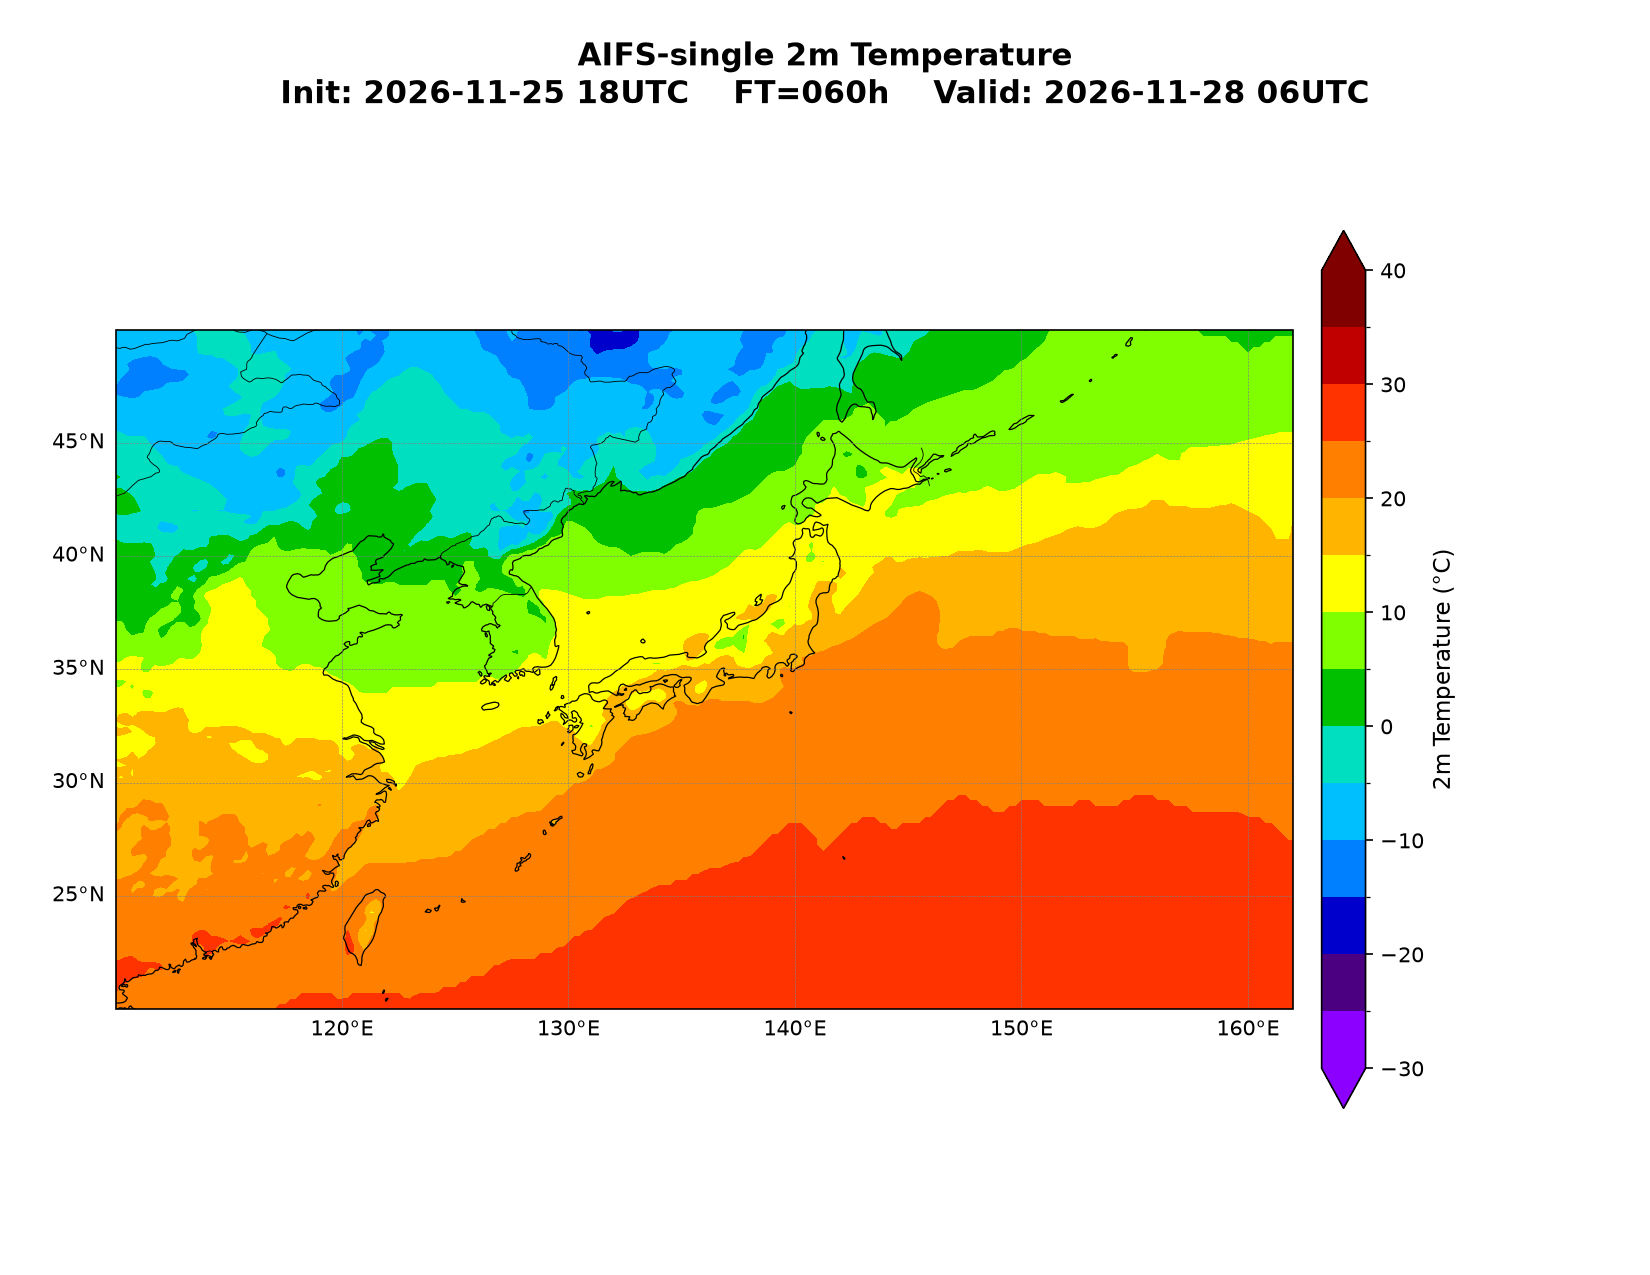 AIFS-single 2m Temperature
Init: 2026-11-25 18UTC    FT=060h    Valid: 2026-11-28 06UTC
45°N
40°N
35°N
30°N
25°N
120°E
130°E
140°E
150°E
160°E
40
30
20
10
0
−10
−20
−30
2m Temperature (°C)